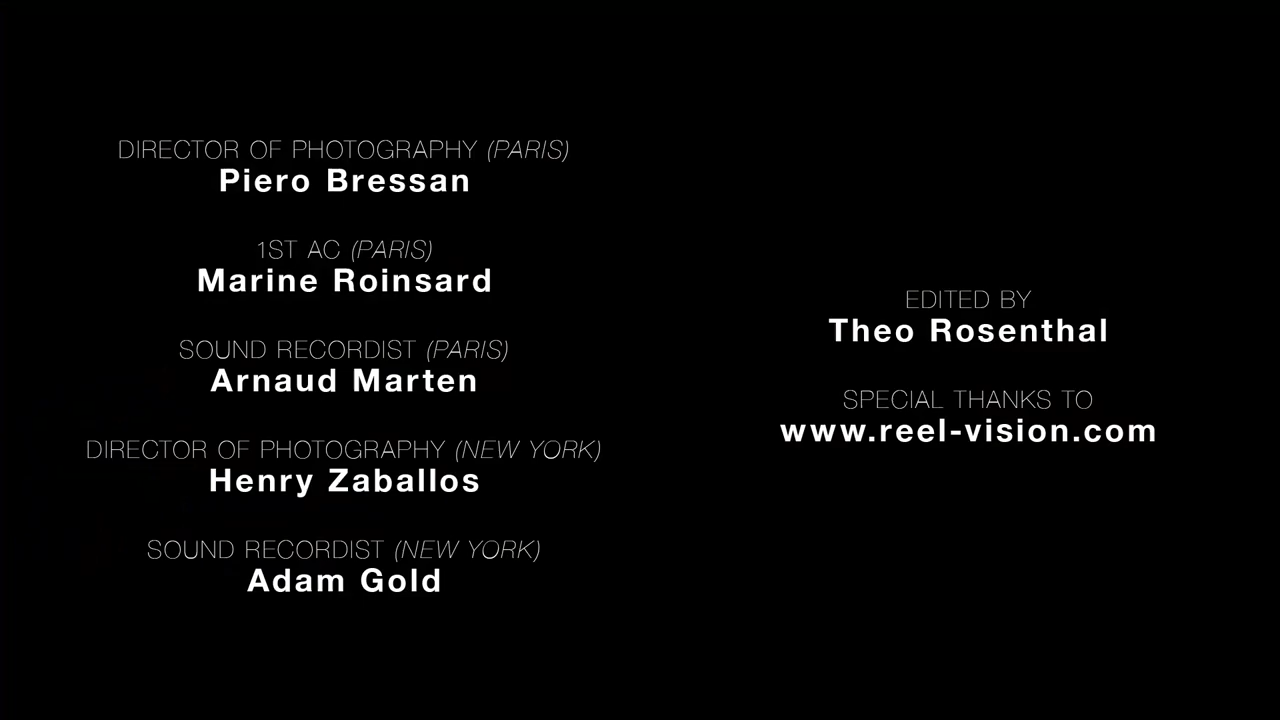 DIRECTOR OF PHOTOGRAPHY (PARIS)
Piero Bressan
1ST AC (PARIS)
Marine Roinsard
SOUND RECORDIST (PARIS)
Arnaud Marten
DIRECTOR OF PHOTOGRAPHY (NEW YORK)
Henry Zaballos
SOUND RECORDIST (NEW YORK)
Adam Gold
EDITED BY
Theo Rosenthal
SPECIAL THANKS TO
www.reel-vision.com